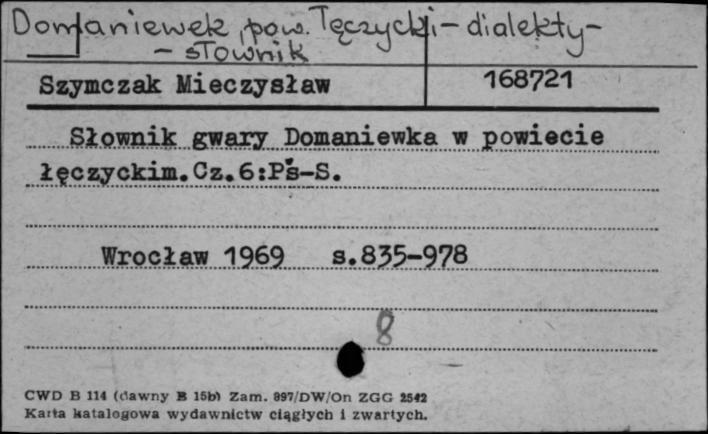 Domaniewek, pow. Łęczycki - dialekty -
- słownik
Szymczak Mieczysław 168721
Słownik gwary Domaniewka w powiecie
łęczyckim.Cz.6:Pś-S.
Wrocław 1969 s.835-978
8
CWD B 114 (dawny B 15b) Zam. 897/DW/On ZGG 2542
Karta katalogowa wydawnictw ciągłych i zwartych.